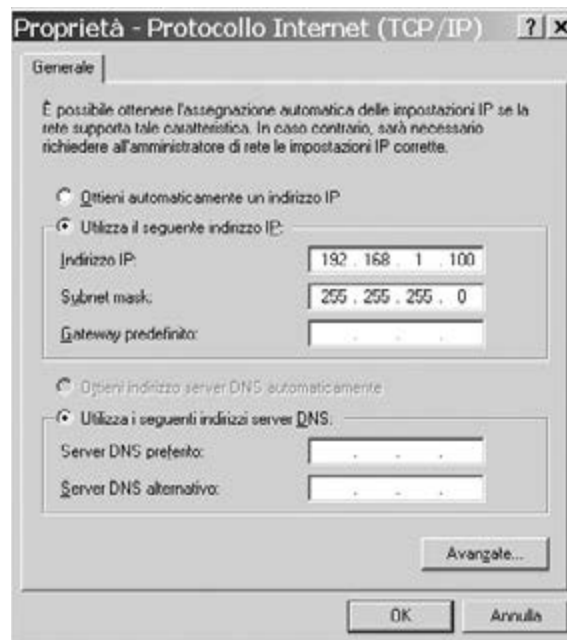 Proprietà - Protocollo Internet (TCP/IP) ? x
Generale
È possibile ottenere l'assegnazione automatica delle impostazioni IP se la
rete supporta tale caratteristica. In caso contrario, sarà necessario
richiedere all'amministratore di rete le impostazioni IP corrette.
Ottieni automaticamente un indirizzo IP
Utilizza il seguente indirizzo IP:
Indirizzo IP: 192 . 168 . 1 . 100
Subnet mask: 255 . 255 . 255 . 0
Gateway predefinito: . . .
Ottieni indirizzo server DNS automaticamente
Utilizza i seguenti indirizzi server DNS:
Server DNS preferito: . . .
Server DNS alternativo: . . .
Avanzate...
OK Annulla